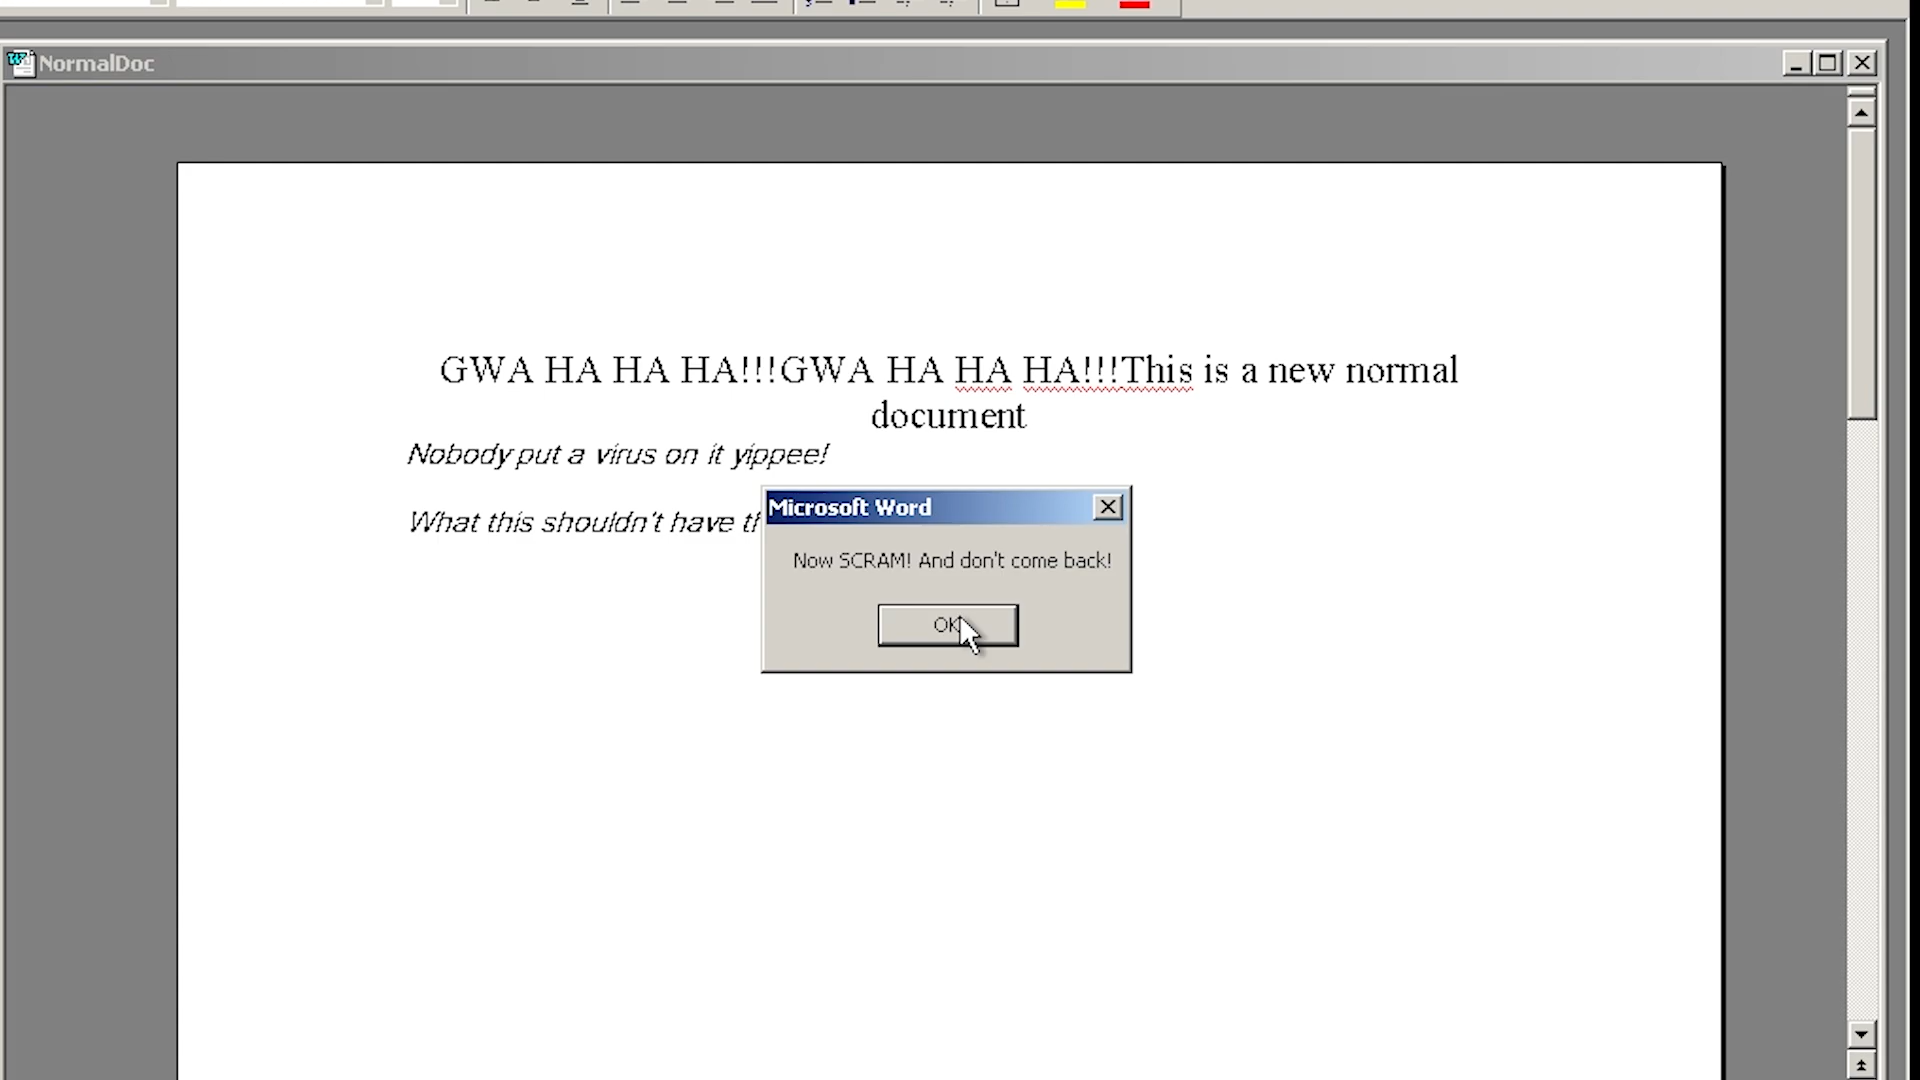 NormalDoc
GWA HA HA HA!!!GWA HA HA HA!!!This is a new normal
document
Nobody put a virus on it yippee!
What this shouldn't have
Microsoft Word
Now SCRAM! And don't come back!
OK